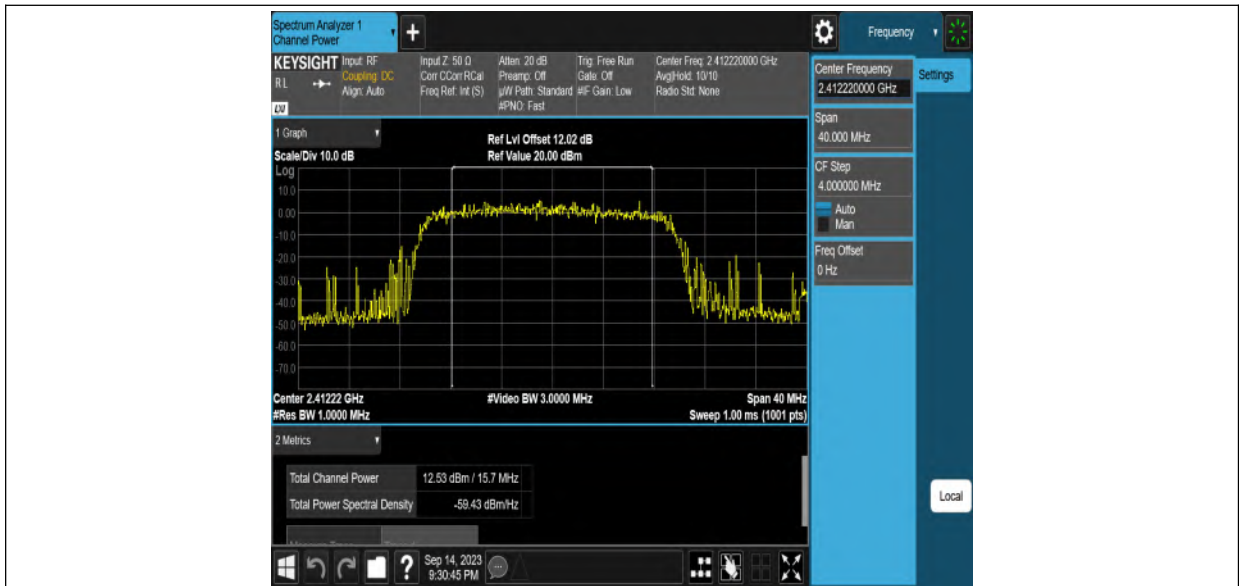 Spectrum Analyzer 1
Channel Power
+
Frequency
KEYSIGHT Input: RF
R L Coupling: DC
Align: Auto
Input Z: 50 Ω
Corr CCorr RCal
Freq Ref: Int (S)
Atten: 20 dB
Preamp: Off
µW Path: Standard
#PNO: Fast
Trig: Free Run
Gate: Off
#IF Gain: Low
Center Freq: 2.412220000 GHz
Avg|Hold: 10/10
Radio Std: None
LXI
Center Frequency
2.412220000 GHz
Settings
Span
40.000 MHz
CF Step
4.000000 MHz
Auto
Man
Freq Offset
0 Hz
1 Graph
Scale/Div 10.0 dB
Ref Lvl Offset 12.02 dB
Ref Value 20.00 dBm
Log
10.0
0.00
-10.0
-20.0
-30.0
-40.0
-50.0
-60.0
-70.0
Center 2.41222 GHz
#Res BW 1.0000 MHz
#Video BW 3.0000 MHz
Span 40 MHz
Sweep 1.00 ms (1001 pts)
2 Metrics
Total Channel Power 12.53 dBm / 15.7 MHz
Total Power Spectral Density -59.43 dBm/Hz
Local
? Sep 14, 2023
9:30:45 PM